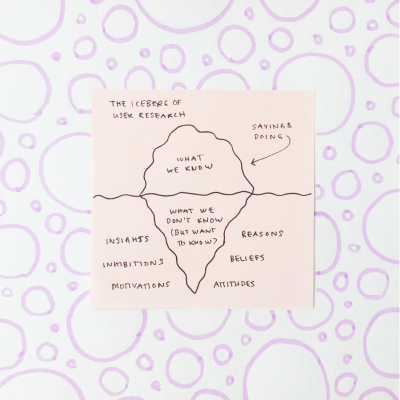 THE ICEBERG OF
USER RESEARCH
SAYING &
DOING
WHAT
WE KNOW
WHAT WE
DON'T KNOW
(BUT WANT
TO KNOW?)
INSIGHTS
INHIBITIONS
MOTIVATIONS
REASONS
BELIEFS
ATTITUDES